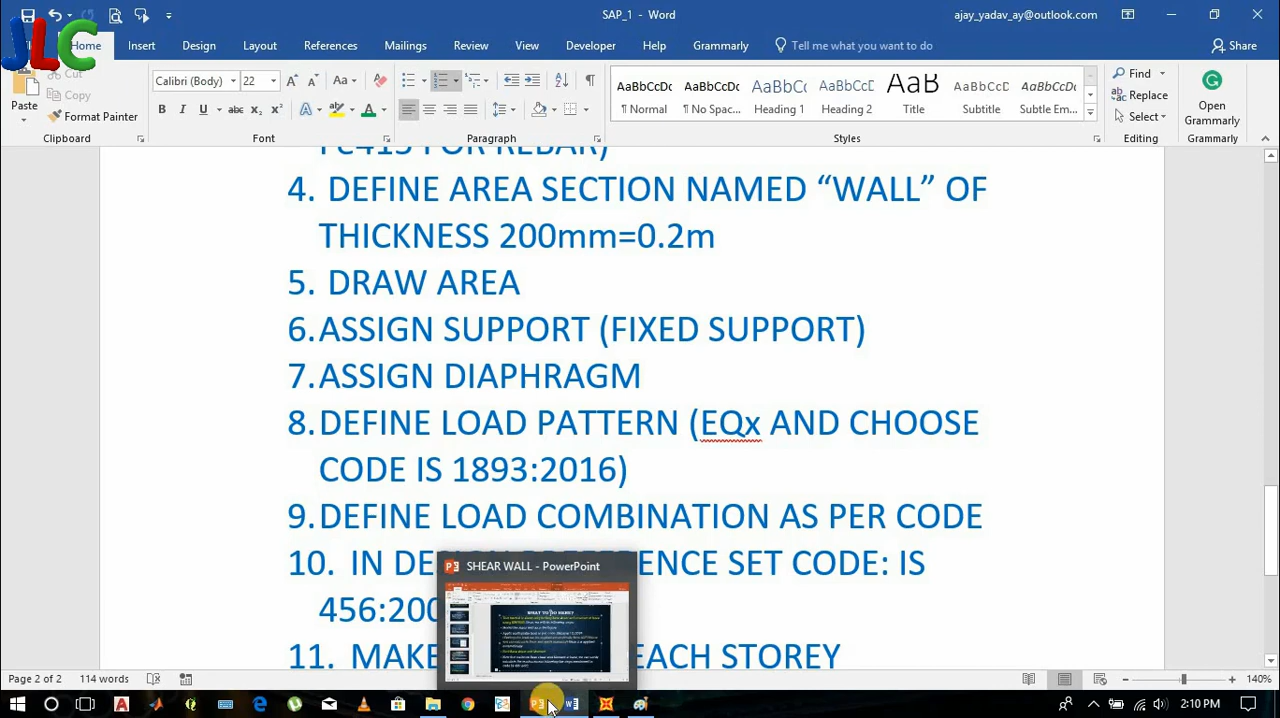 JLC
SAP_1 - Word
ajay_yadav_ay@outlook.com
Home
Insert
Design
Layout
References
Mailings
Review
View
Developer
Help
Grammarly
Tell me what you want to do
Share
Paste
Cut
Copy
Format Painter
Clipboard
Calibri (Body)
22
Font
Paragraph
AaBbCcDc
¶ Normal
AaBbCcDc
¶ No Spac...
AaBbC
Heading 1
AaBbCcD
Heading 2
AaB
Title
AaBbCcD
Subtitle
AaBbCcD
Subtle Em...
Styles
Find
Replace
Select
Editing
Open
Grammarly
Grammarly
4. DEFINE AREA SECTION NAMED “WALL” OF
THICKNESS 200mm=0.2m
5. DRAW AREA
6.ASSIGN SUPPORT (FIXED SUPPORT)
7.ASSIGN DIAPHRAGM
8.DEFINE LOAD PATTERN (EQx AND CHOOSE
CODE IS 1893:2016)
9.DEFINE LOAD COMBINATION AS PER CODE
10. IN DE
ENCE SET CODE: IS
456:200
11. MAKE
EACH STOREY
SHEAR WALL - PowerPoint
Page 2 of 2
114 words
140%
2:10 PM